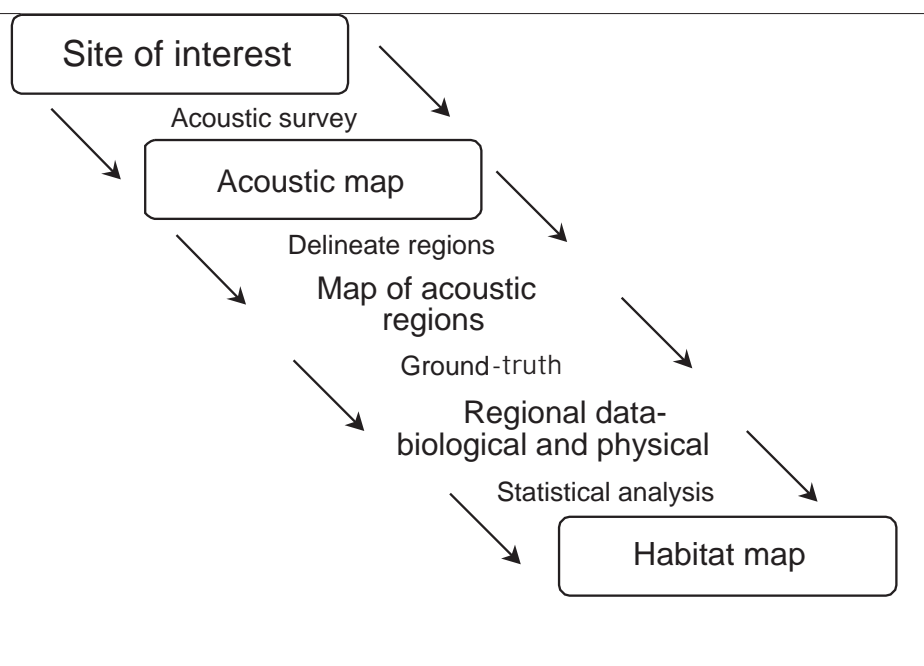 Site of interest
Acoustic survey
Acoustic map
Delineate regions
Map of acoustic
regions
Ground-truth
Regional data-
biological and physical
Statistical analysis
Habitat map